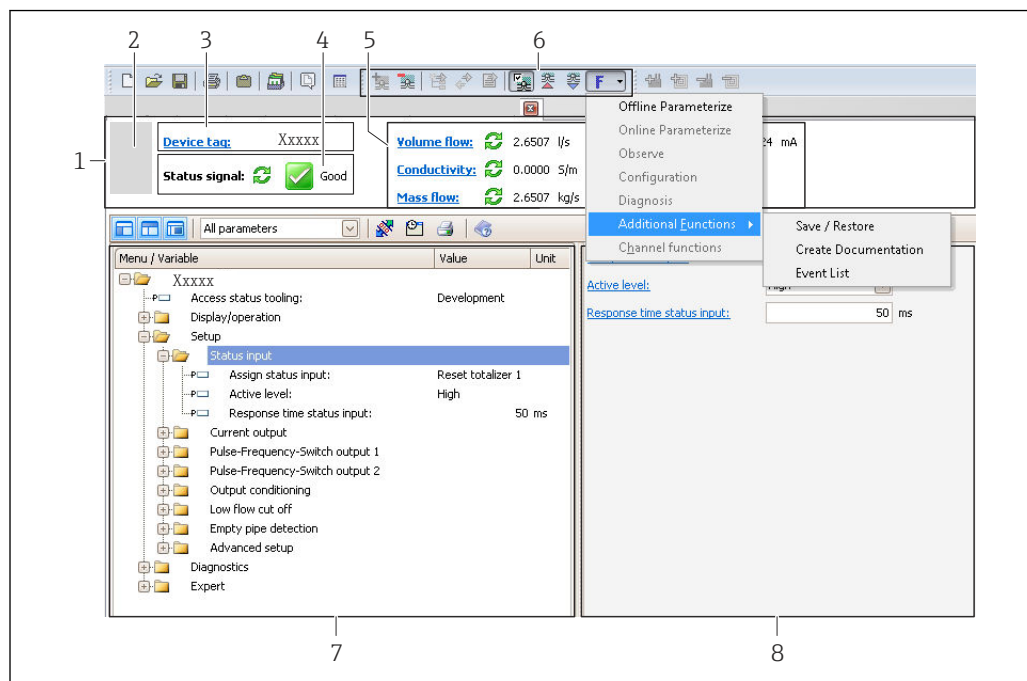 2 3 4 5 6
F
Offline Parameterize
Device tag: Xxxxx
Volume flow: 2.6507 l/s
Online Parameterize
24 mA
Observe
1
Status signal: Good
Conductivity: 0.0000 S/m
Configuration
Mass flow: 2.6507 kg/s
Diagnosis
All parameters
Additional Functions
Save / Restore
Channel functions
Create Documentation
Event List
Menu / Variable Value Unit
Xxxxx
Access status tooling: Development
Active level: High
Display/operation
Response time status input: 50 ms
Setup
Status input
Assign status input: Reset totalizer 1
Active level: High
Response time status input: 50 ms
Current output
Pulse-Frequency-Switch output 1
Pulse-Frequency-Switch output 2
Output conditioning
Low flow cut off
Empty pipe detection
Advanced setup
Diagnostics
Expert
7 8